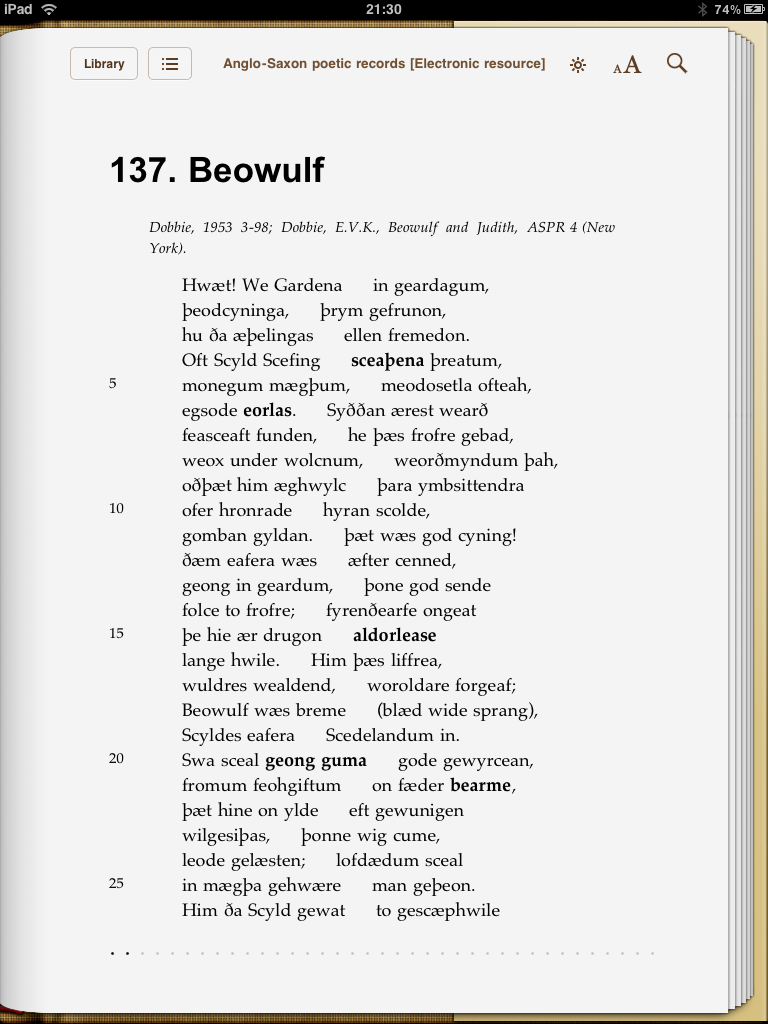 iPad 21:30 74%
Library Anglo-Saxon poetic records [Electronic resource] AA
137. Beowulf
Dobbie, 1953 3-98; Dobbie, E.V.K., Beowulf and Judith, ASPR 4 (New
York).
Hwæt! We Gardena in geardagum,
þeodcyninga, þrym gefrunon,
hu ða æþelingas ellen fremedon.
Oft Scyld Scefing sceaþena þreatum,
5 monegum mægþum, meodosetla ofteah,
egsode eorlas. Syððan ærest wearð
feasceaft funden, he þæs frofre gebad,
weox under wolcnum, weorðmyndum þah,
oðþæt him æghwylc þara ymbsittendra
10 ofer hronrade hyran scolde,
gomban gyldan. þæt wæs god cyning!
ðæm eafera wæs æfter cenned,
geong in geardum, þone god sende
folce to frofre; fyrenðearfe ongeat
15 þe hie ær drugon aldorlease
lange hwile. Him þæs liffrea,
wuldres wealdend, woroldare forgeaf;
Beowulf wæs breme (blæd wide sprang),
Scyldes eafera Scedelandum in.
20 Swa sceal geong guma gode gewyrcean,
fromum feohgiftum on fæder bearme,
þæt hine on ylde eft gewunigen
wilgesiþas, þonne wig cume,
leode gelæsten; lofdædum sceal
25 in mægþa gehwære man geþeon.
Him ða Scyld gewat to gescæphwile